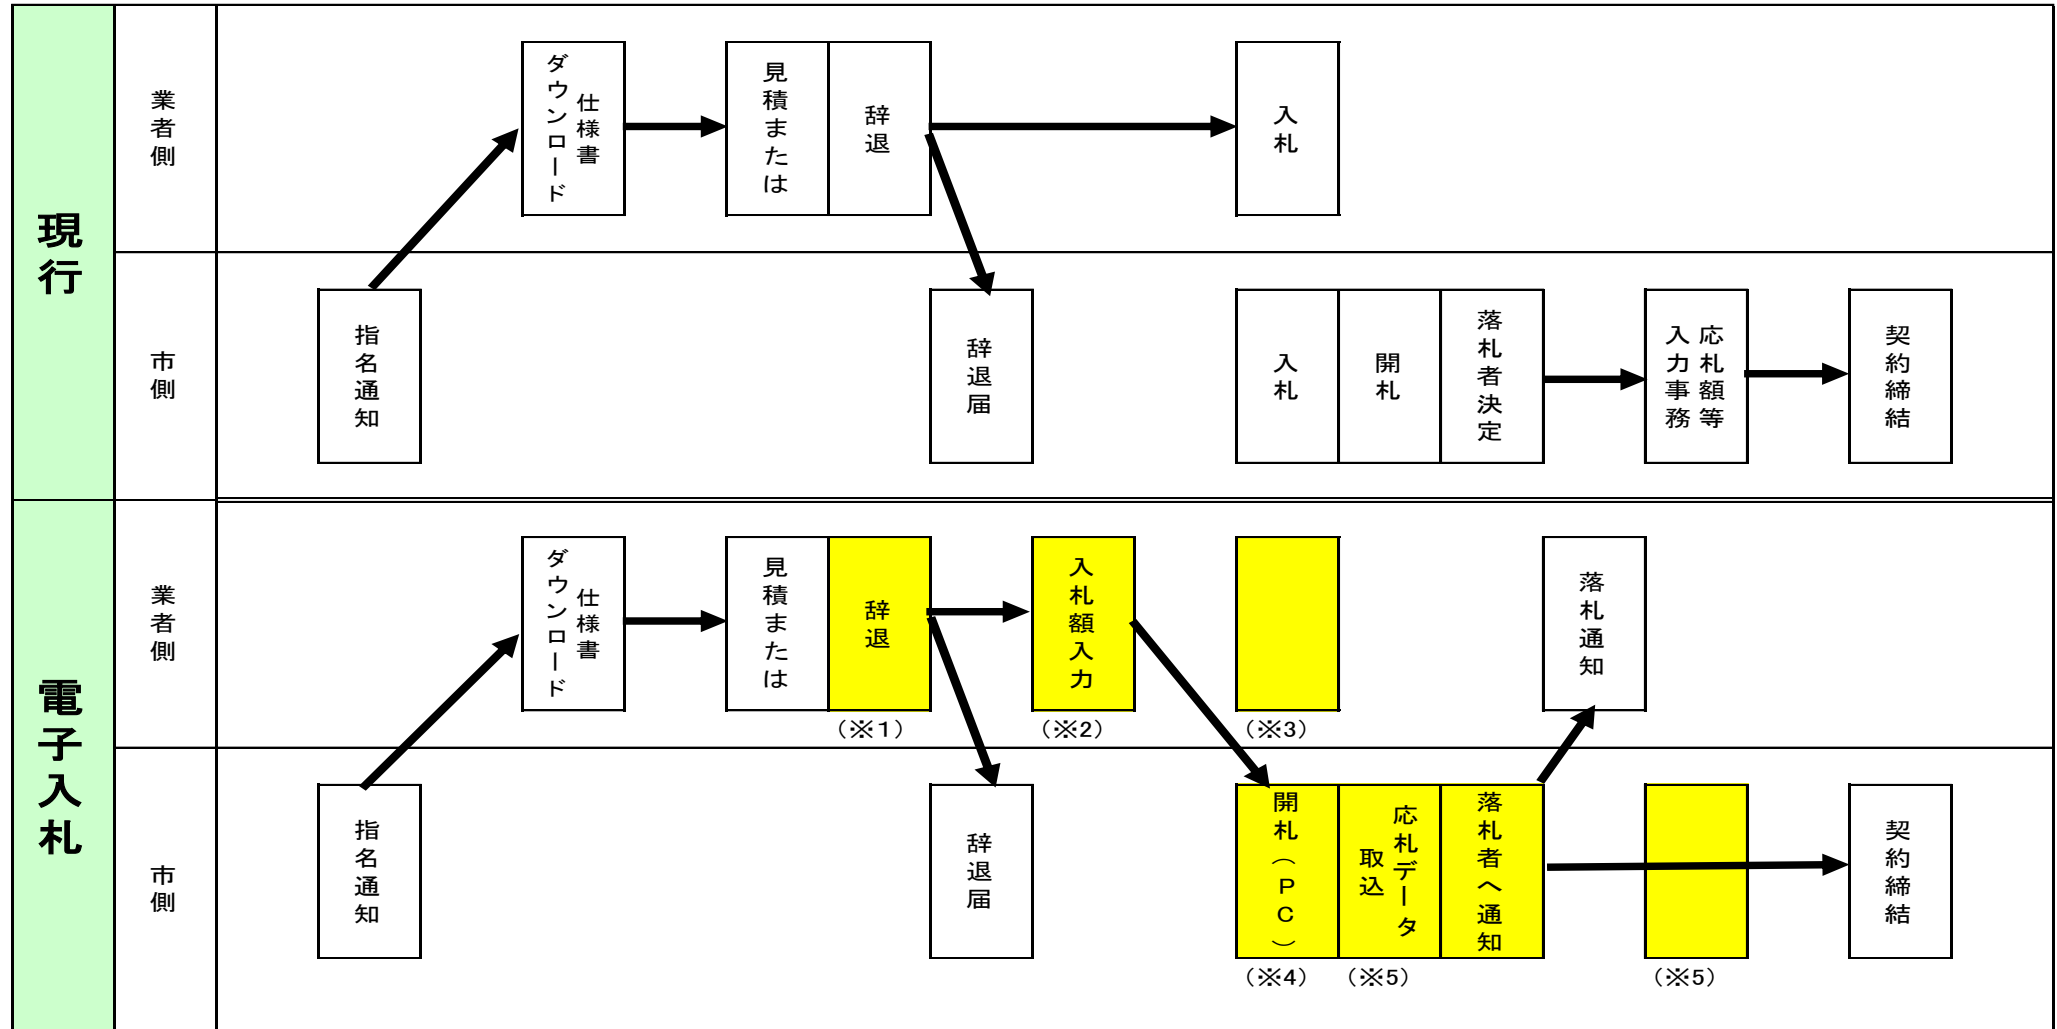 現行
業者側
仕様書
ダウンロード
見積または
辞退
入札
市側
指名通知
辞退届
入札
開札
落札者決定
応札額等
入力事務
契約締結
電子入札
業者側
仕様書
ダウンロード
見積または
辞退
(※1)
入札額入力
(※2)
(※3)
落札通知
市側
指名通知
辞退届
開札(PC)
(※4)
応札データ
取込
(※5)
落札者へ通知
(※5)
契約締結